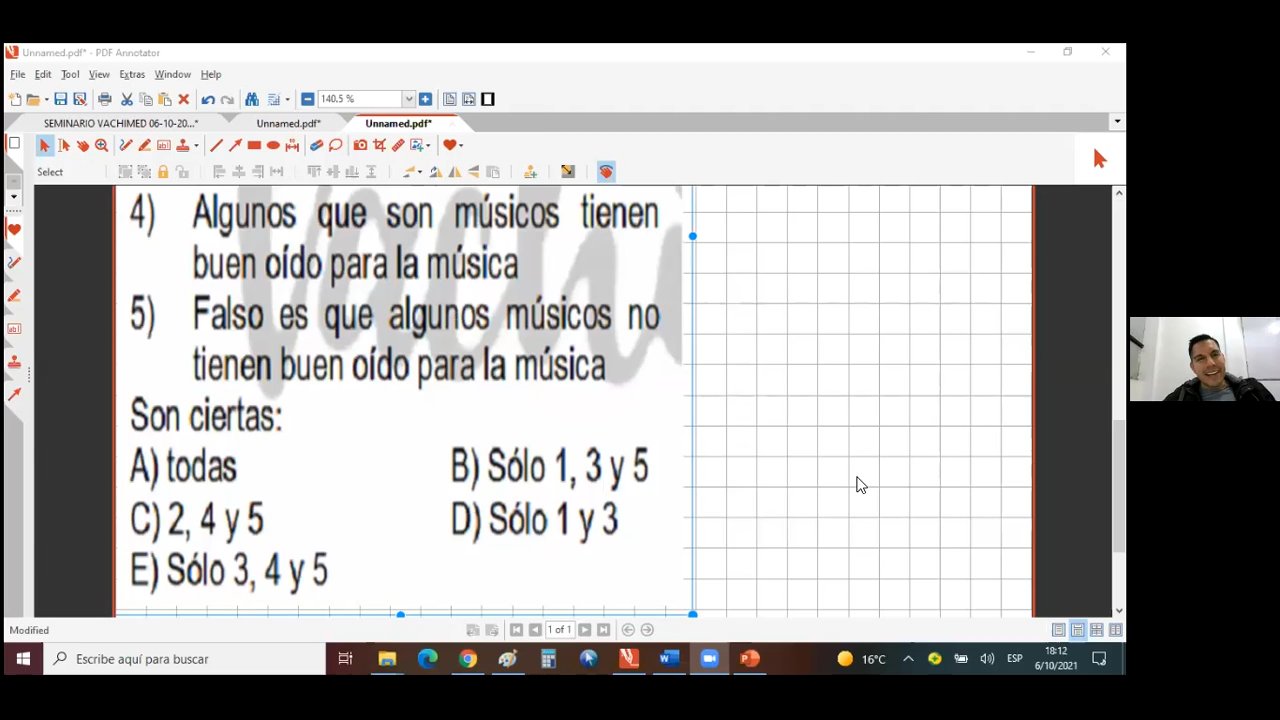 Unnamed.pdf* - PDF Annotator
File Edit Tool View Extras Window Help
140.5 %
SEMINARIO VACHIMED 06-10-20...* Unnamed.pdf* Unnamed.pdf*
Select
4) Algunos que son músicos tienen
buen oído para la música
5) Falso es que algunos músicos no
tienen buen oído para la música
Son ciertas:
A) todas B) Sólo 1, 3 y 5
C) 2, 4 y 5 D) Sólo 1 y 3
E) Sólo 3, 4 y 5
Modified 1 of 1
Escribe aquí para buscar 16°C ESP 18:12
6/10/2021